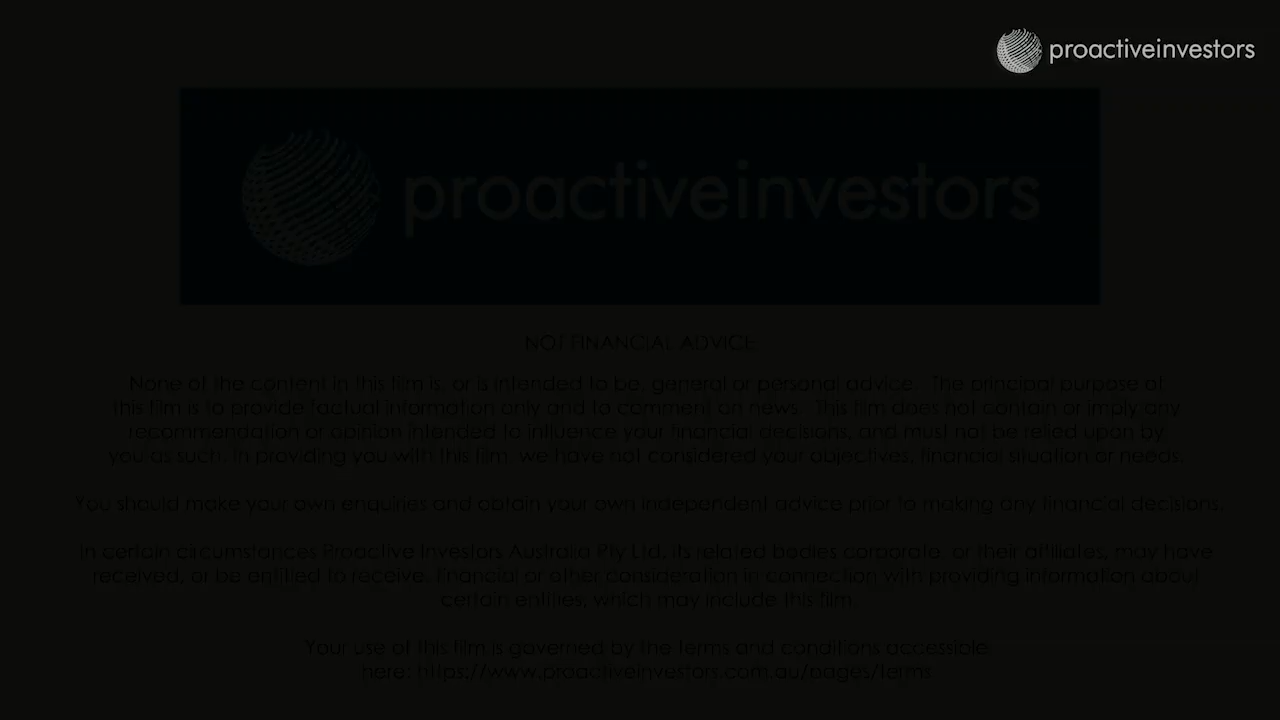 proactiveinvestors
proactiveinvestors
NOT FINANCIAL ADVICE
None of the content in this film is, or is intended to be, general or personal advice. The principal purpose of
this film is to provide factual information only and to comment on news. This film does not contain or imply any
recommendation or opinion intended to influence your financial decisions, and must not be relied upon by
you as such. In providing you with this film, we have not considered your objectives, financial situation or needs.
You should make your own enquiries and obtain your own independent advice prior to making any financial decisions.
In certain circumstances Proactive Investors Australia Pty Ltd, its related bodies corporate, or their affiliates, may have
received, or be entitled to receive, financial or other consideration in connection with providing information about
certain entities, which may include this film.
Your use of this film is governed by the terms and conditions accessible
here: https://www.proactiveinvestors.com.au/pages/terms